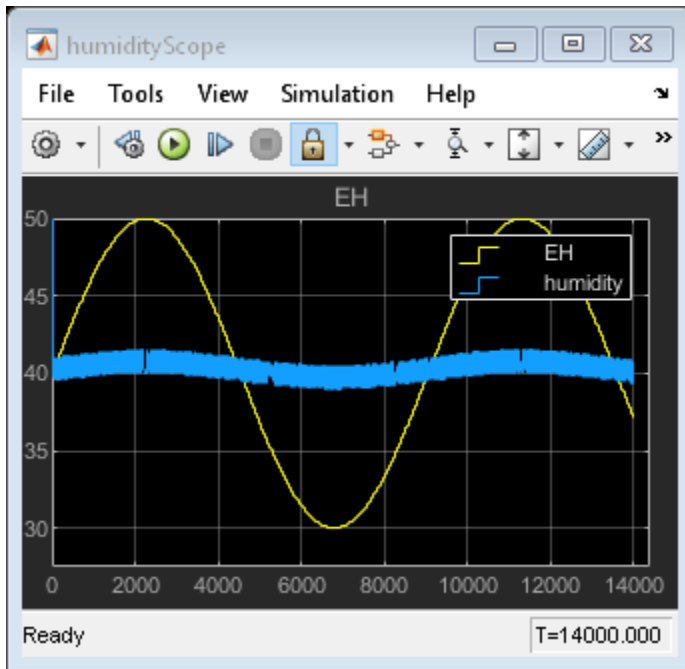 humidityScope
File Tools View Simulation Help
EH
50
45
40
35
30
EH
humidity
0 2000 4000 6000 8000 10000 12000 14000
Ready T=14000.000